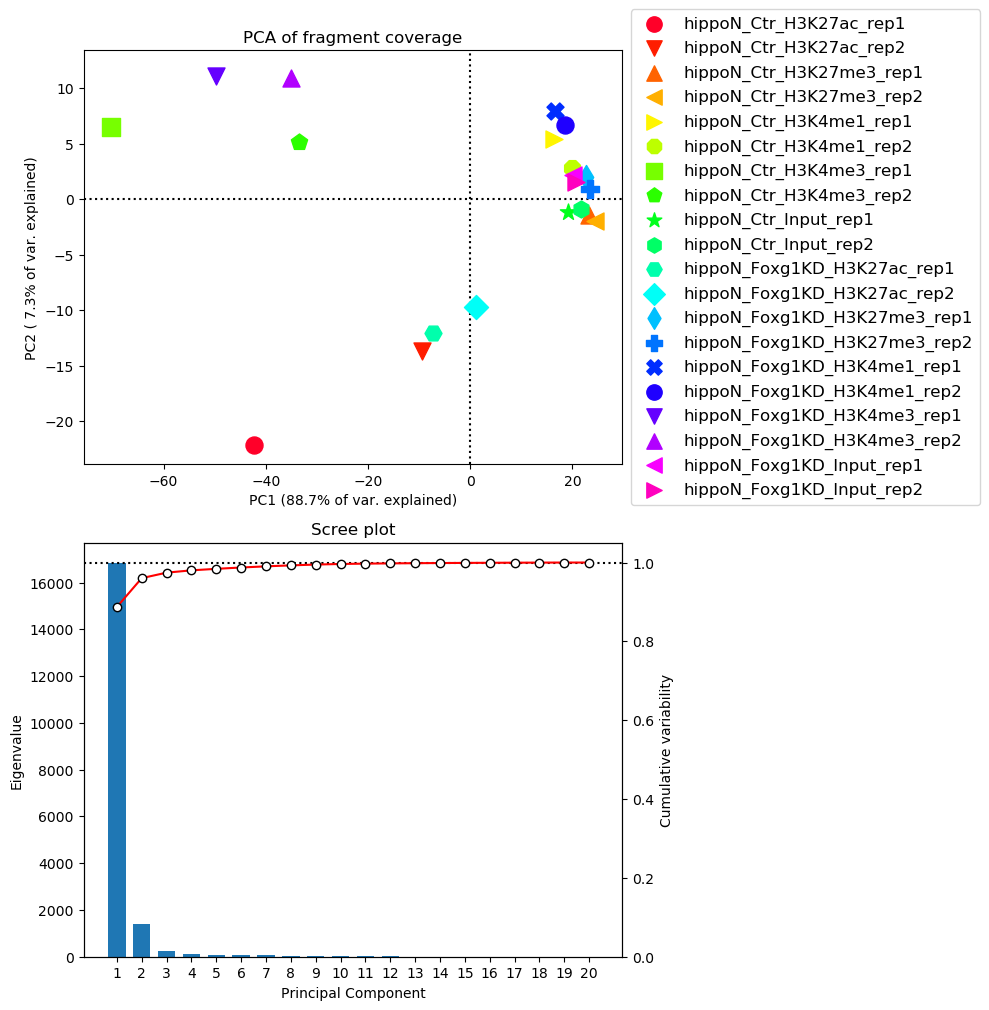 PCA of fragment coverage
10
5
0
−5
−10
−15
−20
PC2 ( 7.3% of var. explained)
−60
−40
−20
0
20
PC1 (88.7% of var. explained)
hippoN_Ctr_H3K27ac_rep1
hippoN_Ctr_H3K27ac_rep2
hippoN_Ctr_H3K27me3_rep1
hippoN_Ctr_H3K27me3_rep2
hippoN_Ctr_H3K4me1_rep1
hippoN_Ctr_H3K4me1_rep2
hippoN_Ctr_H3K4me3_rep1
hippoN_Ctr_H3K4me3_rep2
hippoN_Ctr_Input_rep1
hippoN_Ctr_Input_rep2
hippoN_Foxg1KD_H3K27ac_rep1
hippoN_Foxg1KD_H3K27ac_rep2
hippoN_Foxg1KD_H3K27me3_rep1
hippoN_Foxg1KD_H3K27me3_rep2
hippoN_Foxg1KD_H3K4me1_rep1
hippoN_Foxg1KD_H3K4me1_rep2
hippoN_Foxg1KD_H3K4me3_rep1
hippoN_Foxg1KD_H3K4me3_rep2
hippoN_Foxg1KD_Input_rep1
hippoN_Foxg1KD_Input_rep2
Scree plot
16000
14000
12000
10000
8000
6000
4000
2000
0
Eigenvalue
1 2 3 4 5 6 7 8 9 10 11 12 13 14 15 16 17 18 19 20
Principal Component
1.0
0.8
0.6
0.4
0.2
0.0
Cumulative variability